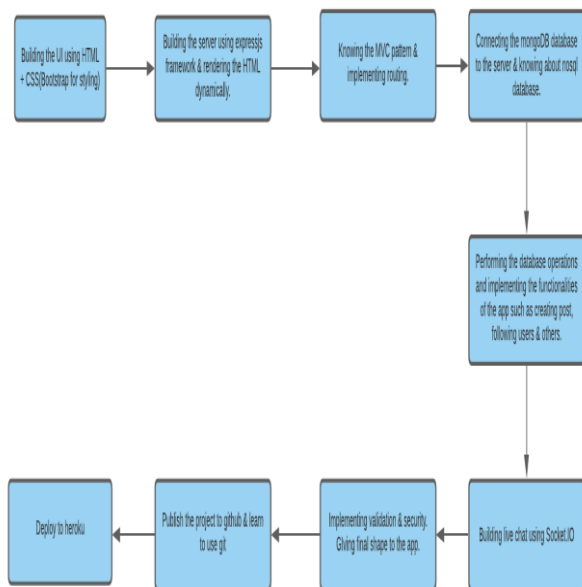 Building the UI using HTML
+ CSS(Bootstrap for styling)
Building the server using expressjs
framework & rendering the HTML
dynamically.
Knowing the MVC pattern &
implementing routing.
Connecting the mongoDB database
to the server & knowing about nosql
database.
Performing the database operations
and implementing the functionalities
of the app such as creating post,
following users & others.
Building live chat using Socket.IO
Implementing validation & security.
Giving final shape to the app.
Publish the project to github & learn
to use git
Deploy to heroku